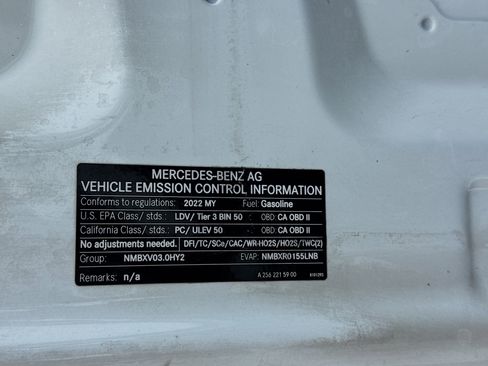 MERCEDES-BENZ AG
VEHICLE EMISSION CONTROL INFORMATION
Conforms to regulations: 2022 MY Fuel: Gasoline
U.S. EPA Class/ stds.: LDV/ Tier 3 BIN 50 OBD: CA OBD II
California Class/ stds.: PC/ ULEV 50 OBD: CA OBD II
No adjustments needed. DFI/TC/SCe/CAC/WR-HO2S/HO2S/TWC(2)
Group: NMBXV03.0HY2 EVAP: NMBXR0155LNB
Remarks: n/a A 256 221 59 00